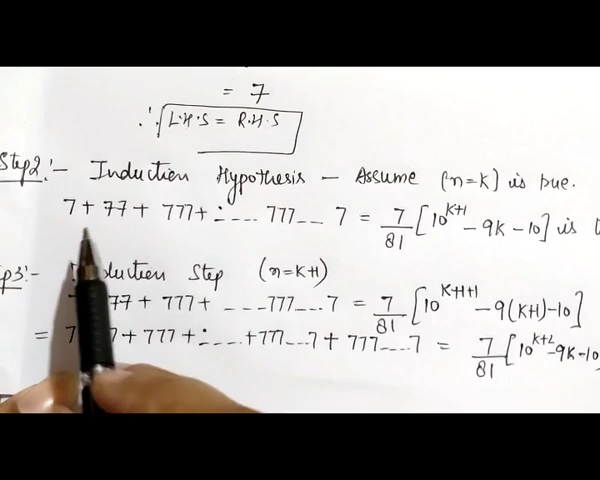 = 7
∴ L.H.S = R.H.S
Step2:- Induction Hypothesis - Assume (n=k) is true.
7 + 77 + 777 + .... 777... 7 = 7/81 [10^(k+1) - 9k - 10] is t
ep3:- Induction Step (n=k+1)
77 + 777 + ....777...7 = 7/81 [10^(k+1+1) - 9(k+1) - 10]
= 7 7 + 777 + .... + 777...7 + 777...7 = 7/81 [10^(k+2) - 9k - 10